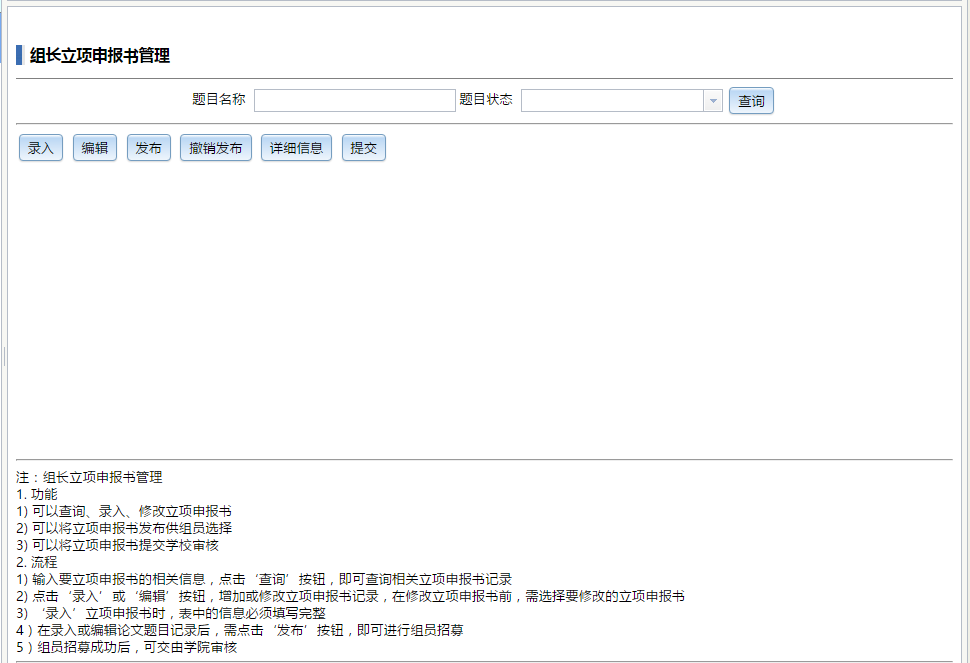 组长立项申报书管理
题目名称 题目状态 查询
录入 编辑 发布 撤销发布 详细信息 提交
注：组长立项申报书管理
1. 功能
1) 可以查询、录入、修改立项申报书
2) 可以将立项申报书发布供组员选择
3) 可以将立项申报书提交学校审核
2. 流程
1) 输入要立项申报书的相关信息，点击‘查询’按钮，即可查询相关立项申报书记录
2) 点击‘录入’或‘编辑’按钮，增加或修改立项申报书记录，在修改立项申报书前，需选择要修改的立项申报书
3) ‘录入’立项申报书时，表中的信息必须填写完整
4）在录入或编辑论文题目记录后，需点击‘发布’按钮，即可进行组员招募
5）组员招募成功后，可交由学院审核